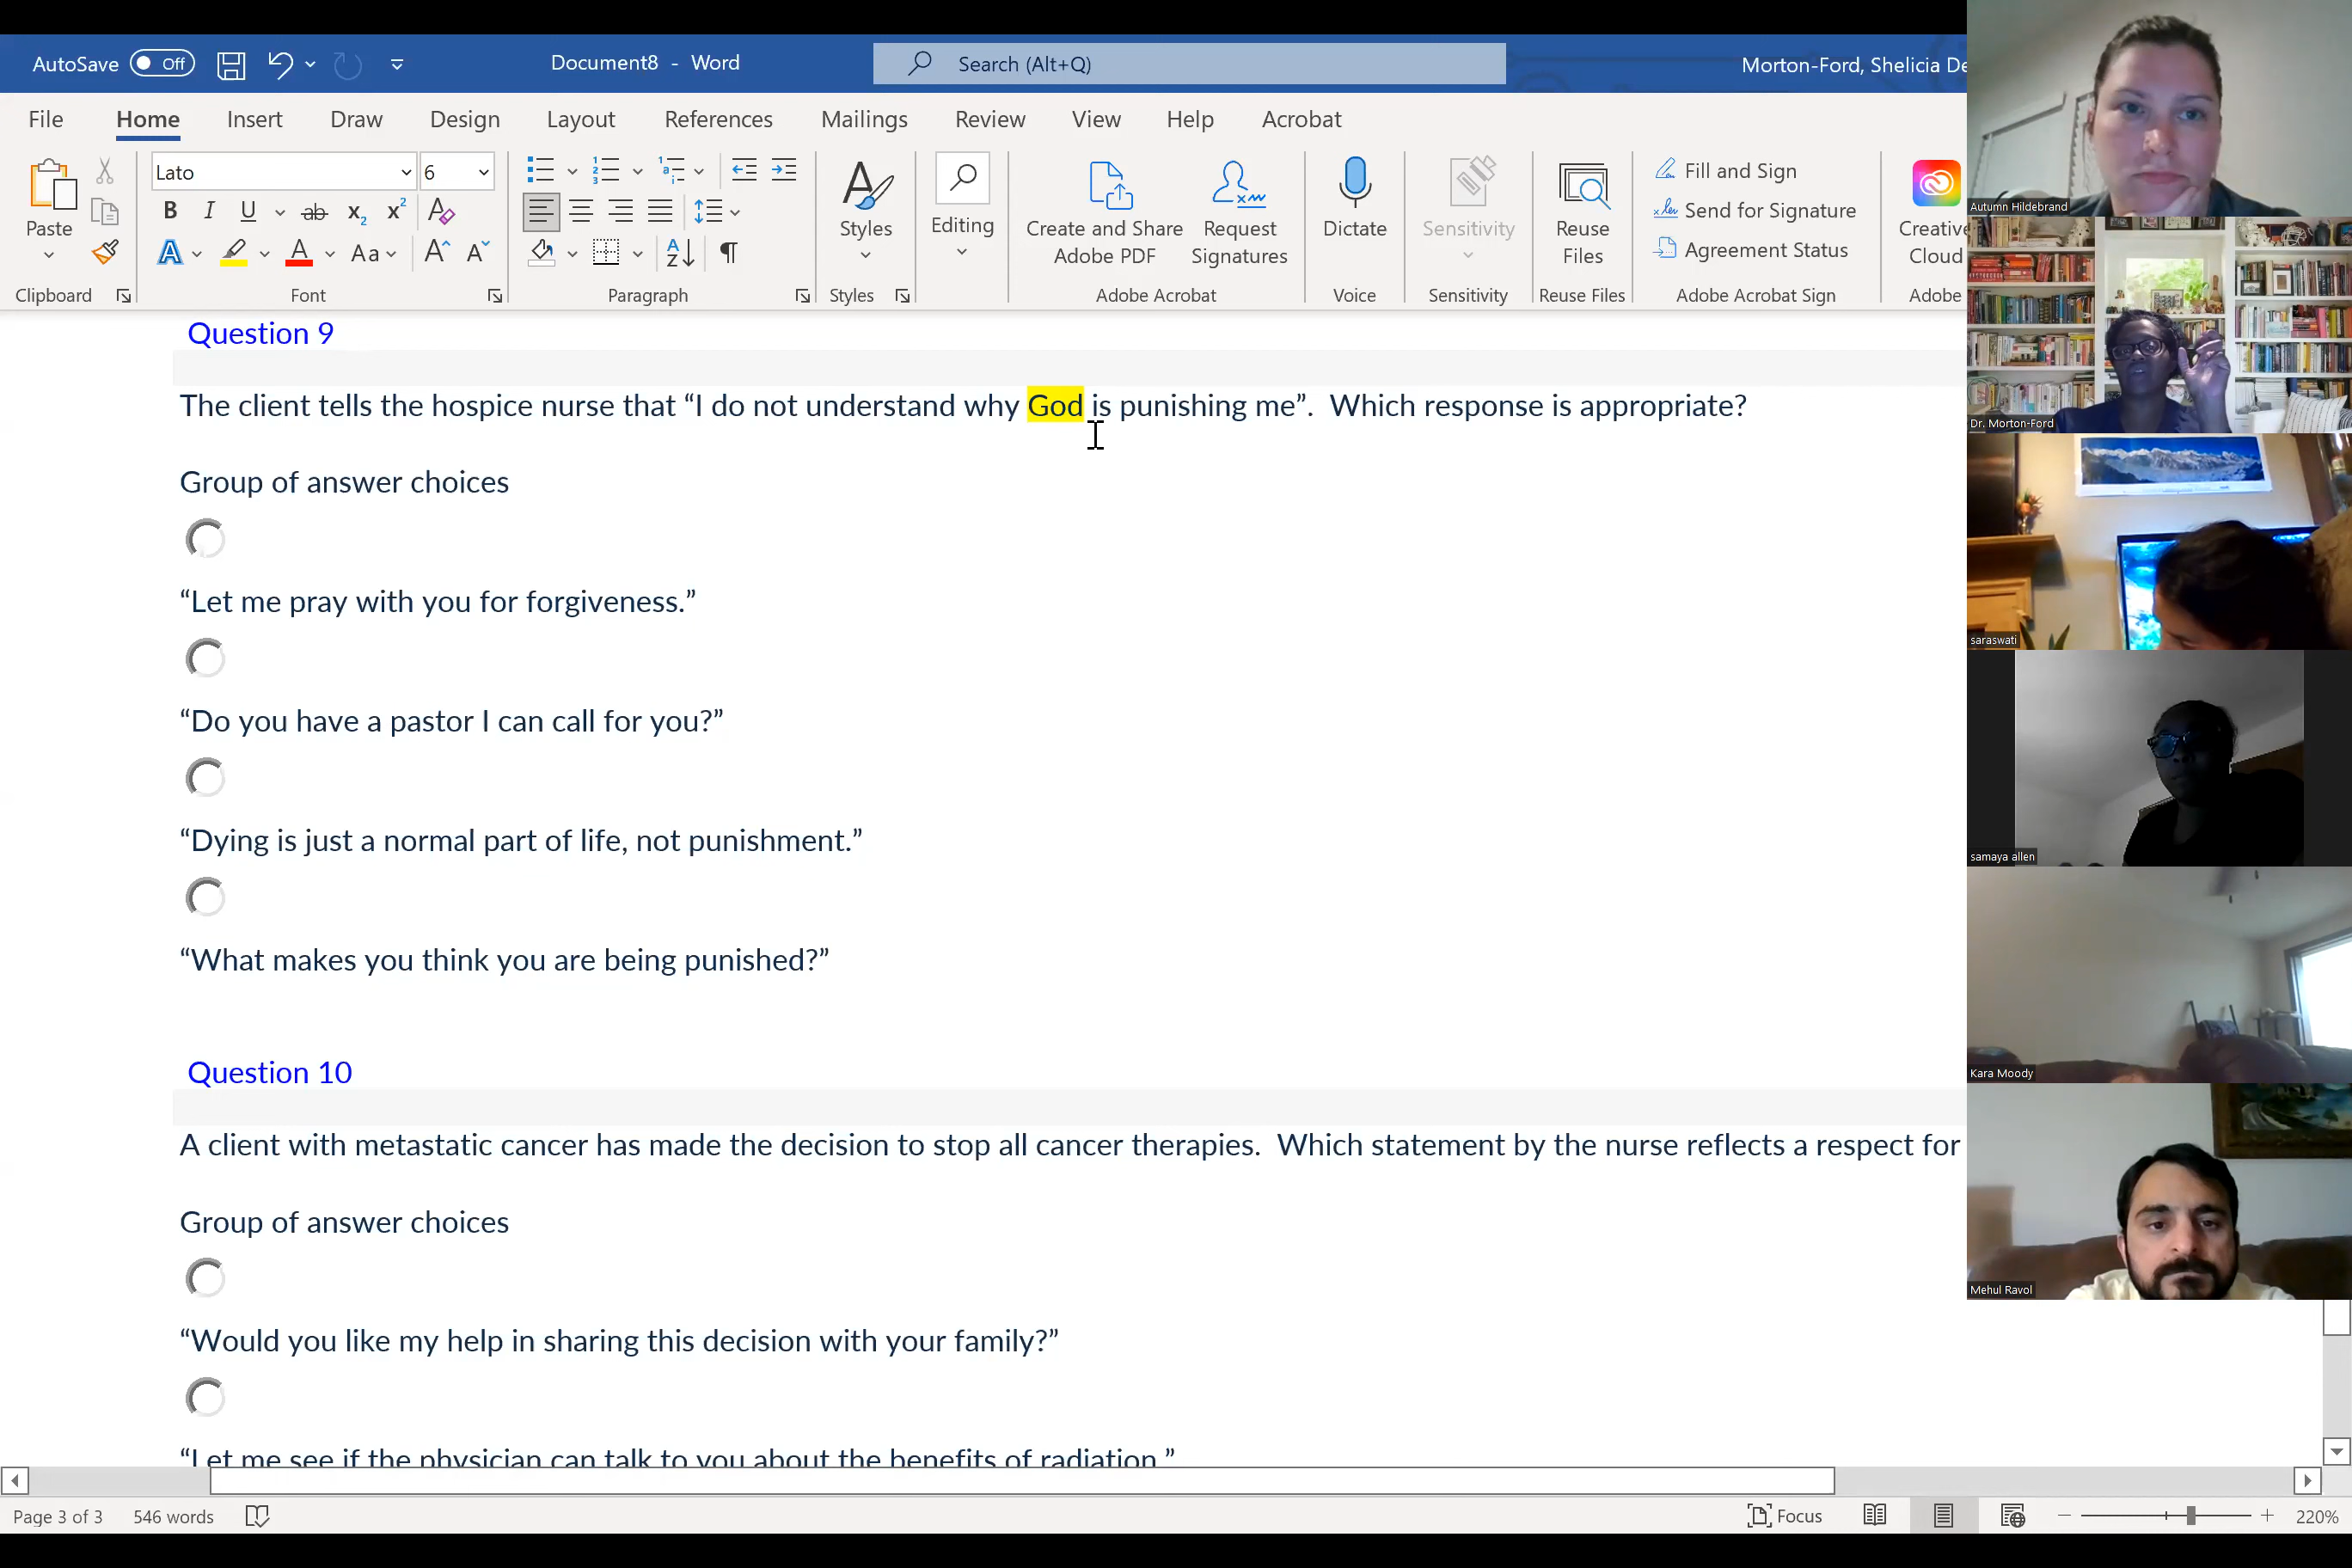 AutoSave Off Document8 - Word Search (Alt+Q) Morton-Ford, Shelicia De
File Home Insert Draw Design Layout References Mailings Review View Help Acrobat
Lato 6
Paste
B I U ab x2 x2 A
A A Aa A A
Styles
Editing
Create and Share
Adobe PDF
Request
Signatures
Dictate
Sensitivity
Reuse
Files
Fill and Sign
Send for Signature
Agreement Status
Creative
Cloud
Clipboard Font Paragraph Styles Adobe Acrobat Voice Sensitivity Reuse Files Adobe Acrobat Sign Adobe
Question 9
The client tells the hospice nurse that “I do not understand why God is punishing me”. Which response is appropriate?
Group of answer choices
“Let me pray with you for forgiveness.”
“Do you have a pastor I can call for you?”
“Dying is just a normal part of life, not punishment.”
“What makes you think you are being punished?”
Question 10
A client with metastatic cancer has made the decision to stop all cancer therapies. Which statement by the nurse reflects a respect for
Group of answer choices
“Would you like my help in sharing this decision with your family?”
“Let me see if the physician can talk to you about the benefits of radiation.”
Page 3 of 3 546 words Focus 220%
Autumn Hildebrand
Dr. Morton-Ford
saraswati
samaya allen
Kara Moody
Mehul Ravol